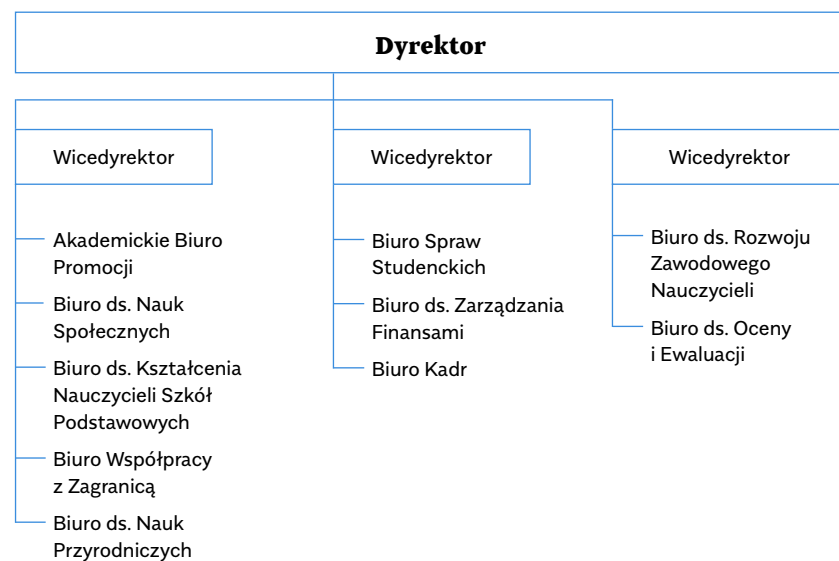 Dyrektor
Wicedyrektor
Akademickie Biuro
Promocji
Biuro ds. Nauk
Społecznych
Biuro ds. Kształcenia
Nauczycieli Szkół
Podstawowych
Biuro Współpracy
z Zagranicą
Biuro ds. Nauk
Przyrodniczych
Wicedyrektor
Biuro Spraw
Studenckich
Biuro ds. Zarządzania
Finansami
Biuro Kadr
Wicedyrektor
Biuro ds. Rozwoju
Zawodowego
Nauczycieli
Biuro ds. Oceny
i Ewaluacji